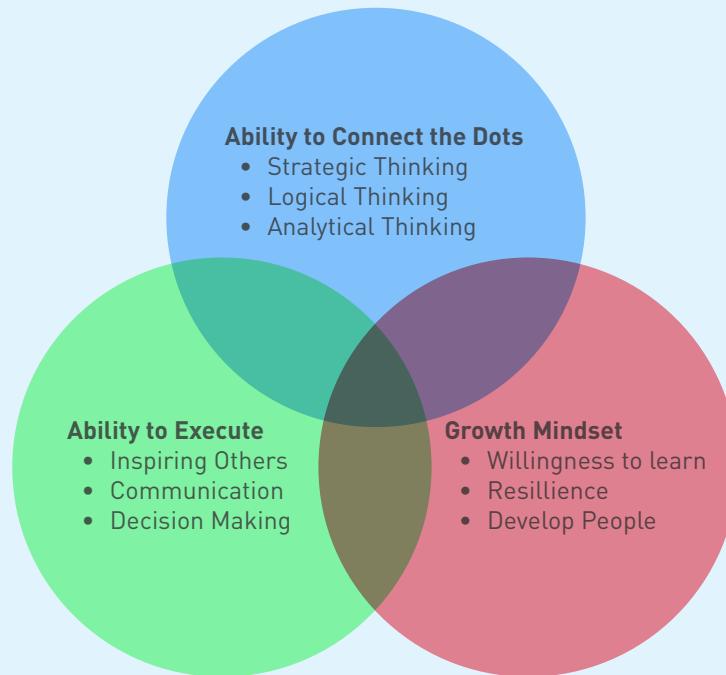 Ability to Connect the Dots
• Strategic Thinking
• Logical Thinking
• Analytical Thinking
Ability to Execute
• Inspiring Others
• Communication
• Decision Making
Growth Mindset
• Willingness to learn
• Resillience
• Develop People